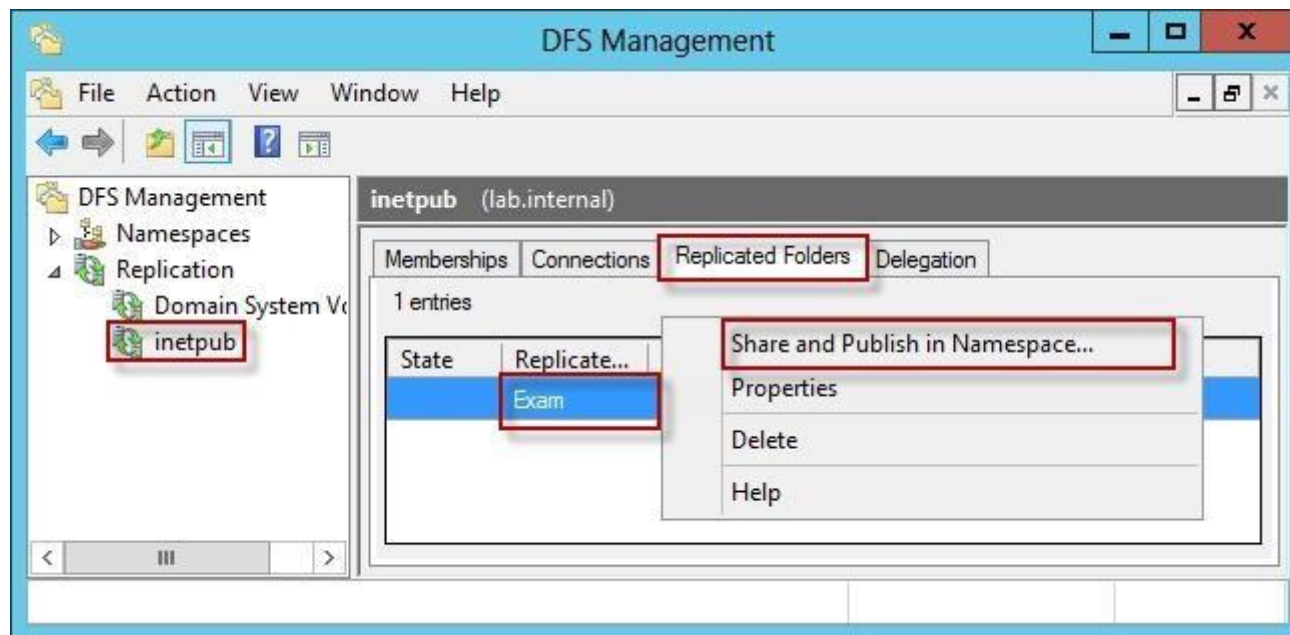 DFS Management
File Action View Window Help
DFS Management
Namespaces
Replication
Domain System Vo
inetpub
inetpub (lab.internal)
Memberships Connections Replicated Folders Delegation
1 entries
State Replicate...
Exam
Share and Publish in Namespace...
Properties
Delete
Help